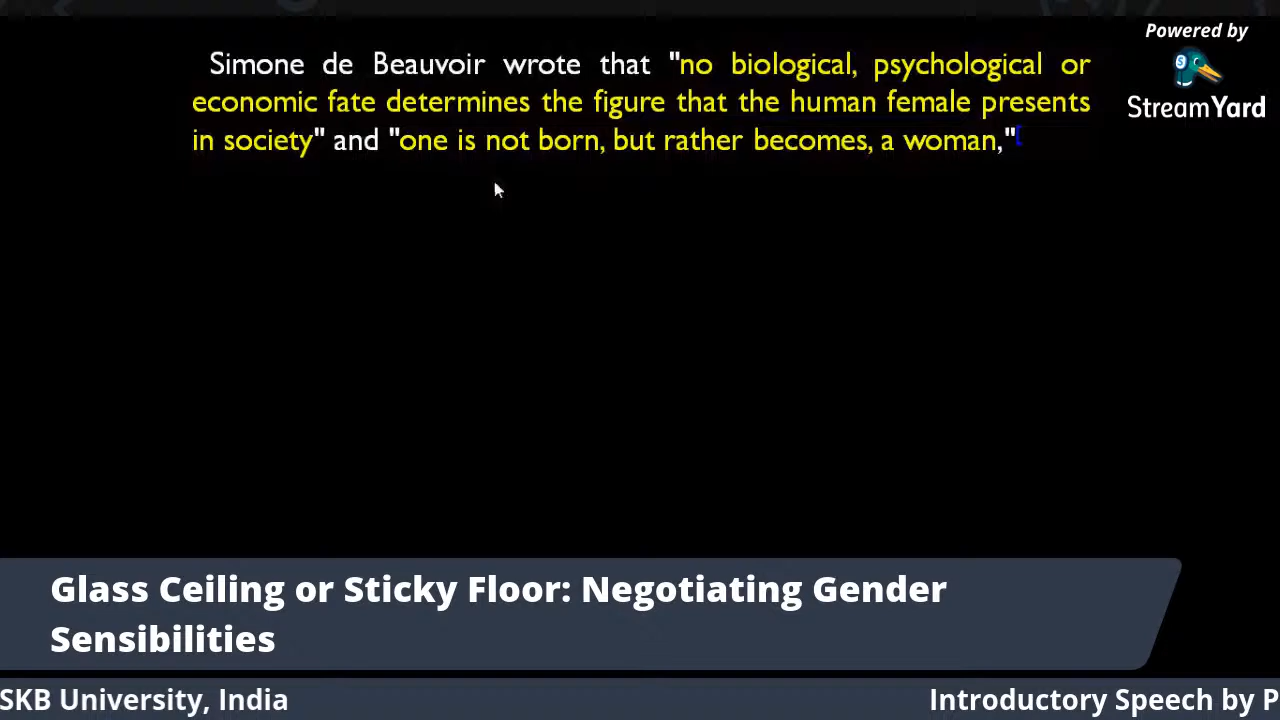 Powered by
StreamYard
Simone de Beauvoir wrote that "no biological, psychological or
economic fate determines the figure that the human female presents
in society" and "one is not born, but rather becomes, a woman,"[
Glass Ceiling or Sticky Floor: Negotiating Gender
Sensibilities
SKB University, India
Introductory Speech by P